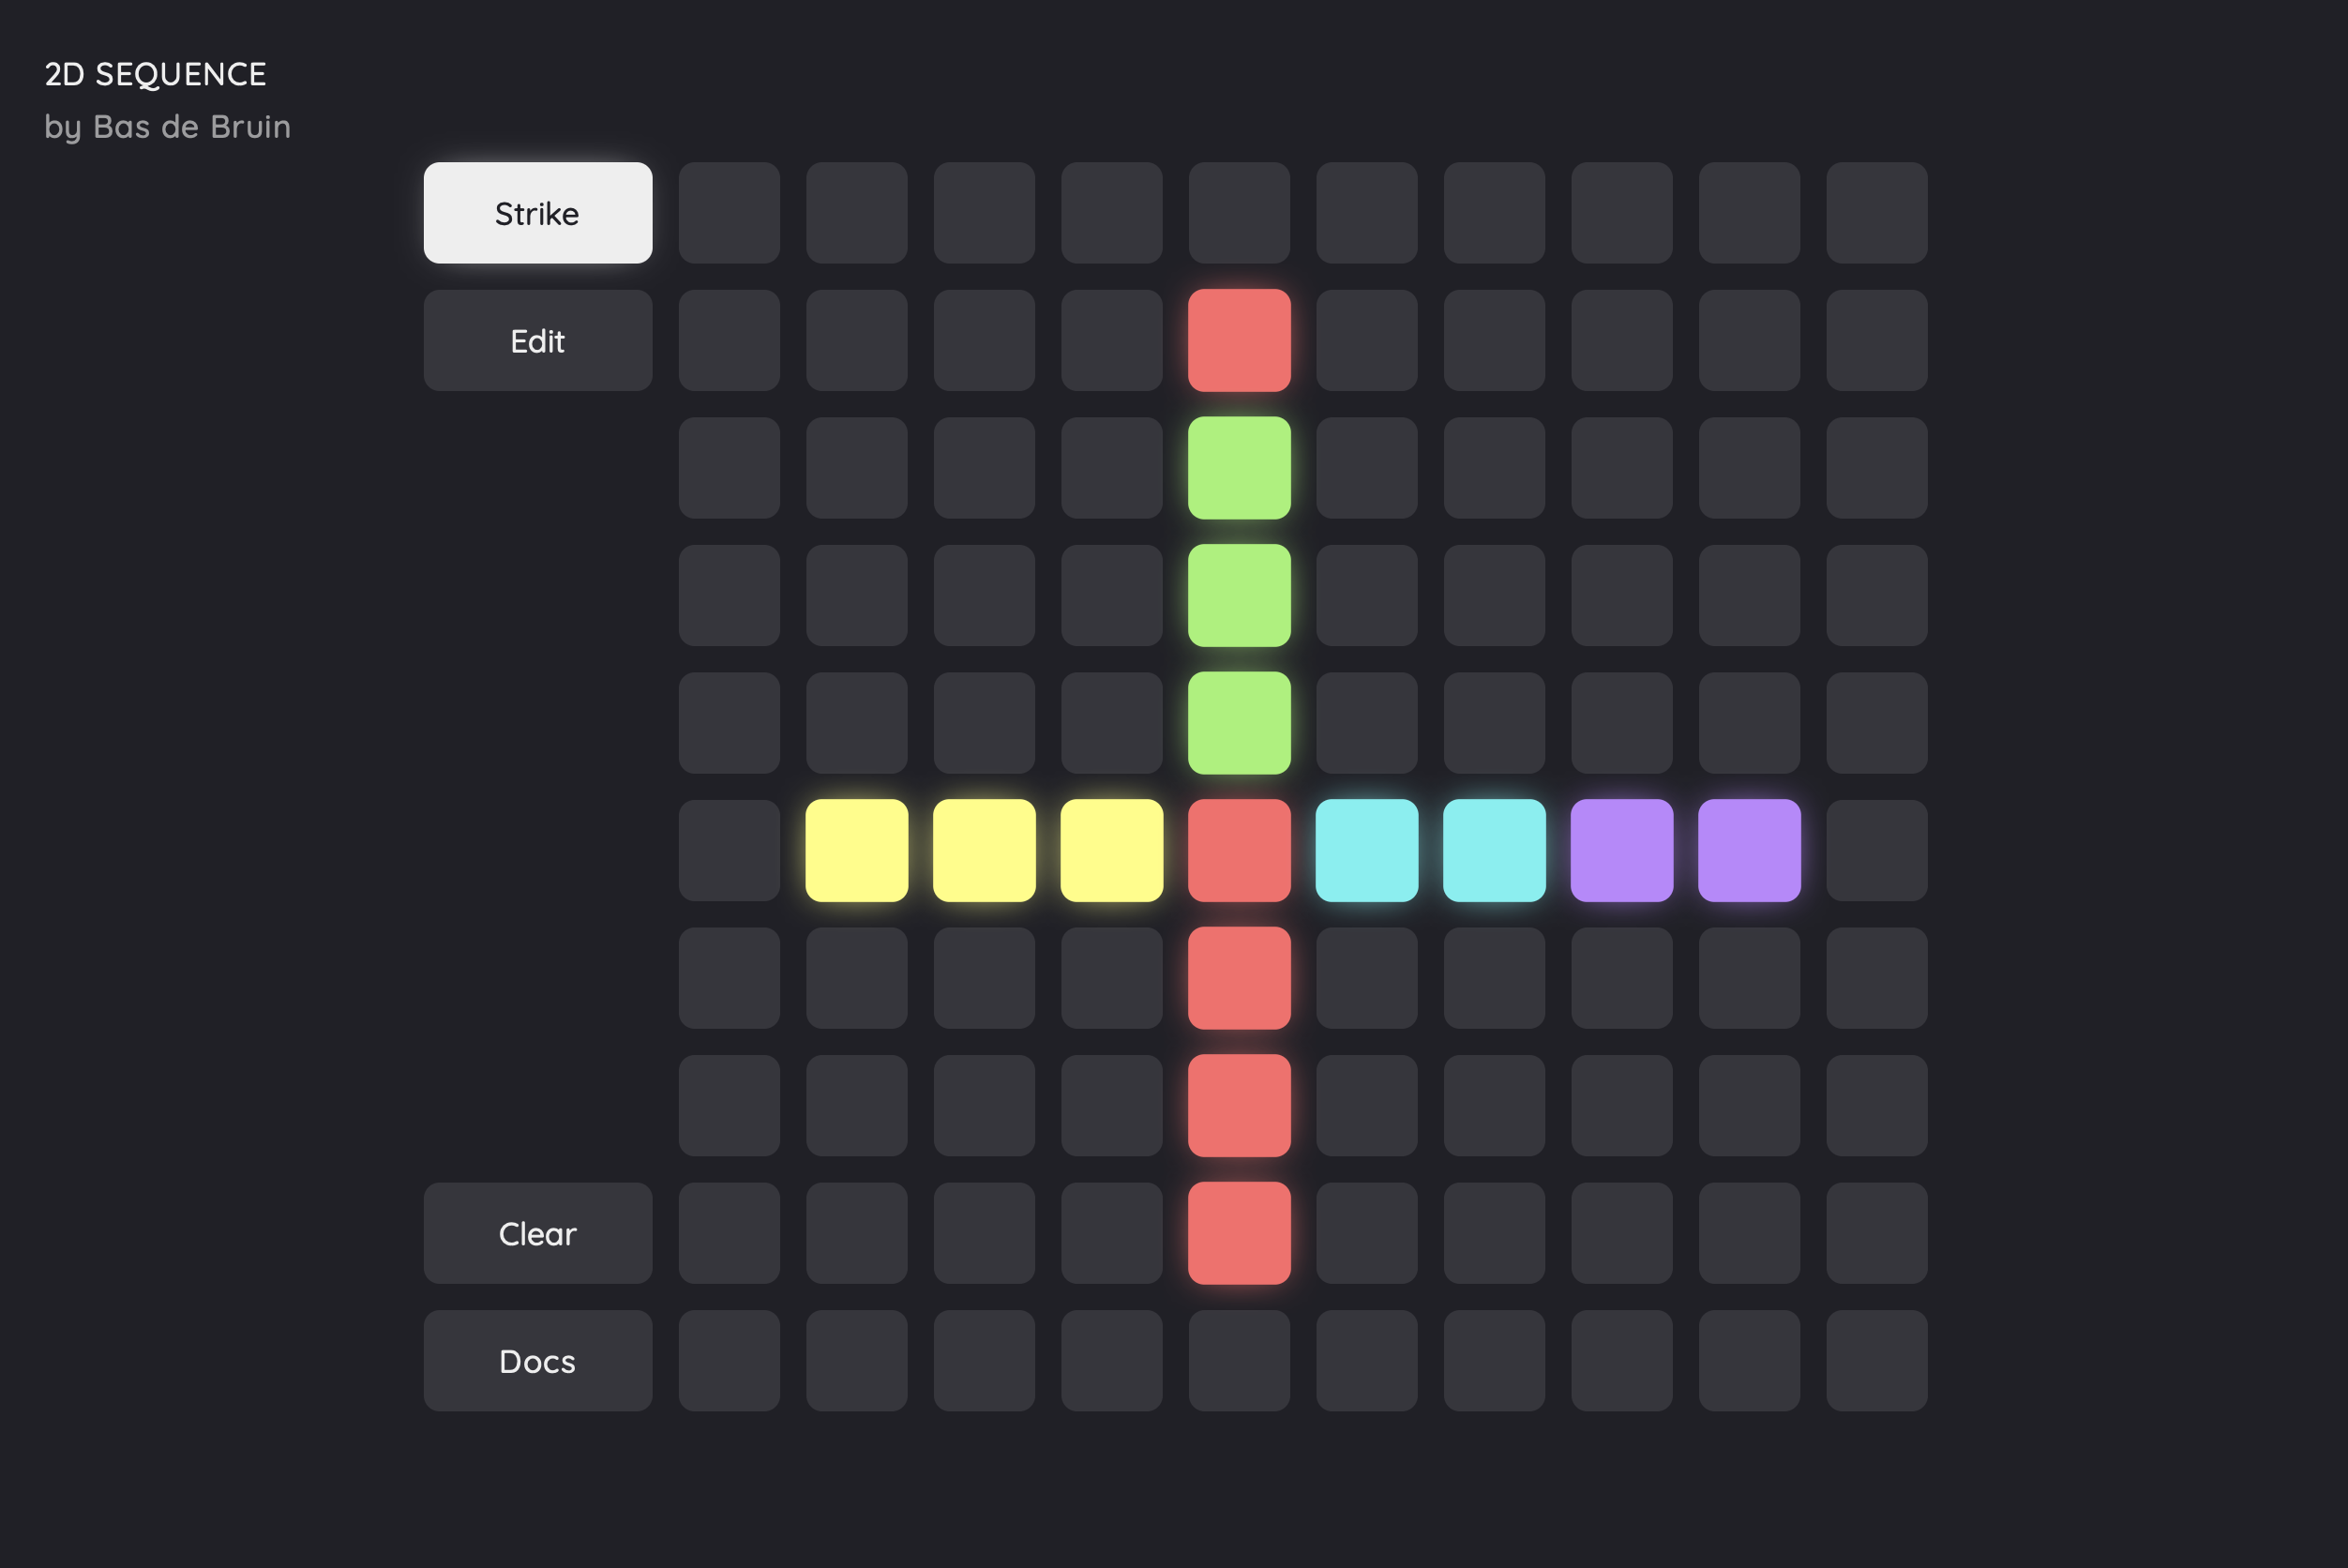 2D SEQUENCE
by Bas de Bruin
Strike
Edit
Clear
Docs